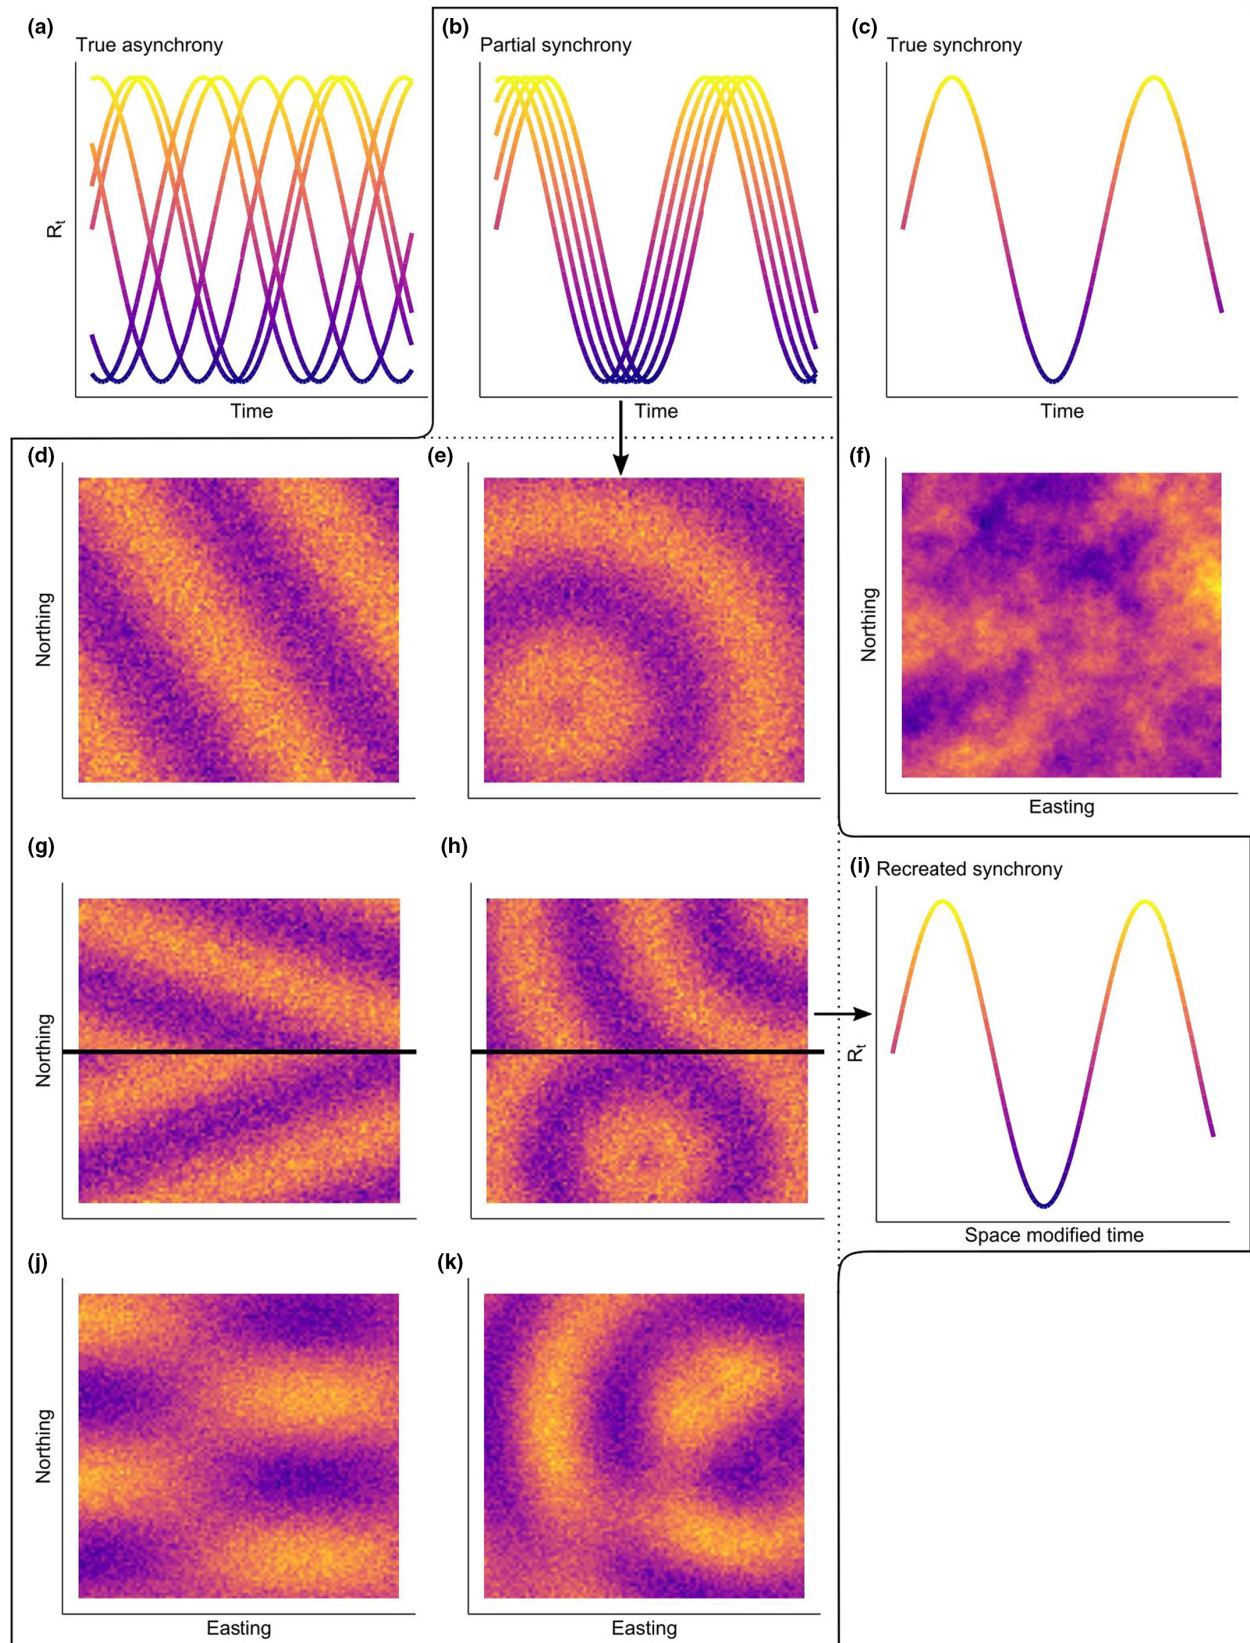 (a)
True asynchrony
R_t
Time
(b)
Partial synchrony
Time
(c)
True synchrony
Time
(d)
Northing
(e)
(f)
Northing
Easting
(g)
Northing
(h)
(i)
Recreated synchrony
R_t
Space modified time
(j)
Northing
Easting
(k)
Easting